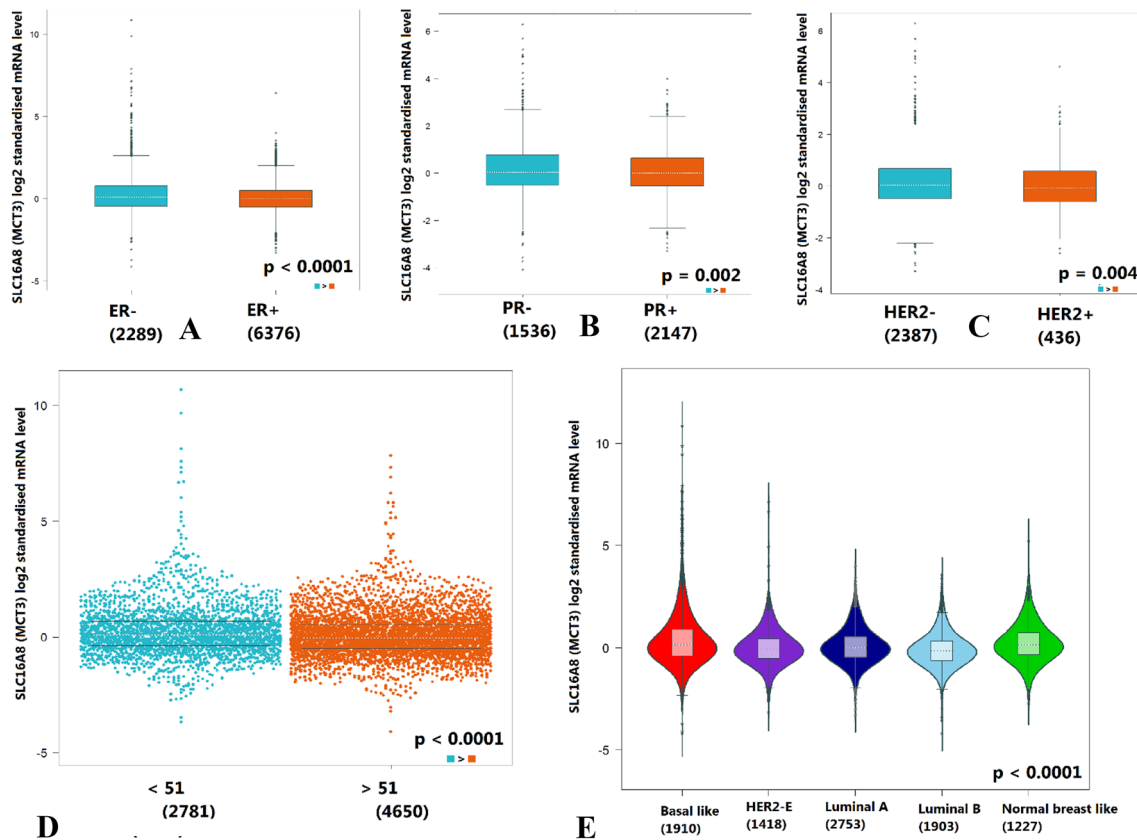 SLC16A8 (MCT3) log2 standardised mRNA level
10
5
0
-5
p < 0.0001
>
ER-
(2289)
ER+
(6376)
A
SLC16A8 (MCT3) log2 standardised mRNA level
6
4
2
0
-2
-4
p = 0.002
>
PR-
(1536)
PR+
(2147)
B
SLC16A8 (MCT3) log2 standardised mRNA level
6
4
2
0
-2
-4
p = 0.004
>
HER2-
(2387)
HER2+
(436)
C
SLC16A8 (MCT3) log2 standardised mRNA level
10
5
0
-5
p < 0.0001
>
< 51
(2781)
> 51
(4650)
D
SLC16A8 (MCT3) log2 standardised mRNA level
10
5
0
-5
p < 0.0001
Basal like
(1910)
HER2-E
(1418)
Luminal A
(2753)
Luminal B
(1903)
Normal breast like
(1227)
E